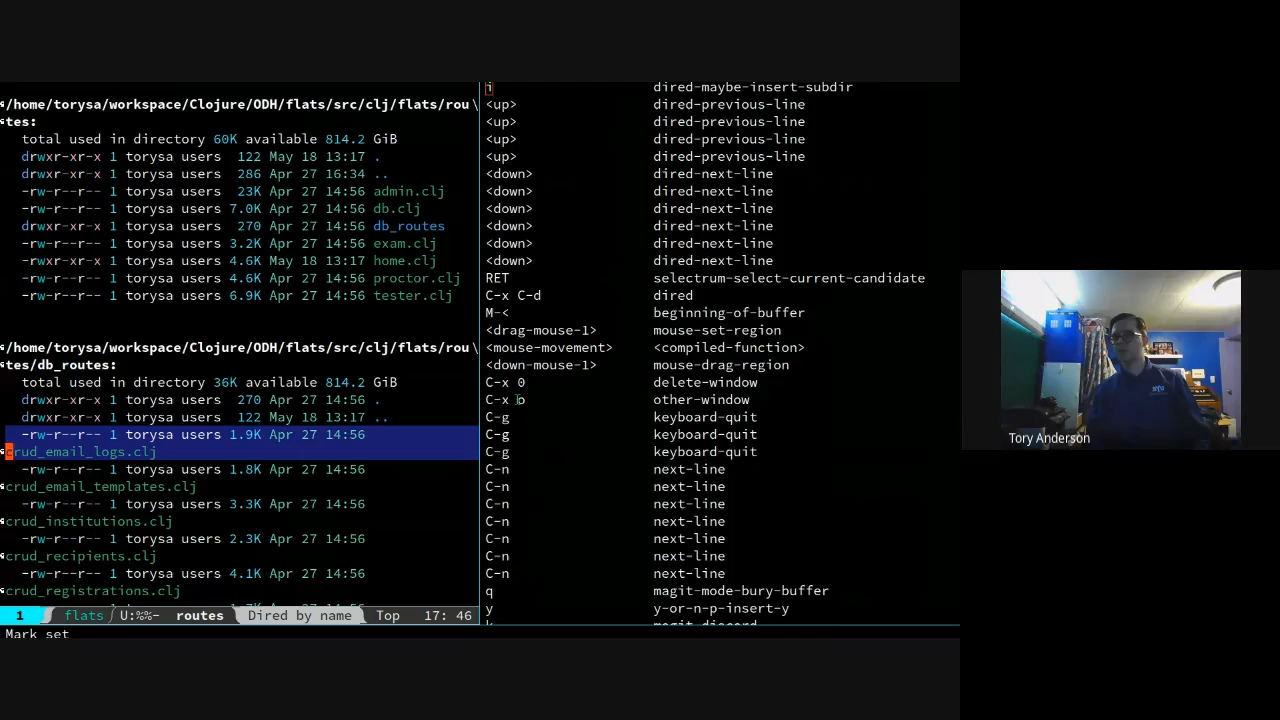 /home/torysa/workspace/Clojure/ODH/flats/src/clj/flats/rou\
tes:
total used in directory 60K available 814.2 GiB
drwxr-xr-x 1 torysa users  122 May 18 13:17 .
drwxr-xr-x 1 torysa users  286 Apr 27 16:34 ..
-rw-r--r-- 1 torysa users  23K Apr 27 14:56 admin.clj
-rw-r--r-- 1 torysa users 7.0K Apr 27 14:56 db.clj
drwxr-xr-x 1 torysa users  270 Apr 27 14:56 db_routes
-rw-r--r-- 1 torysa users 3.2K Apr 27 14:56 exam.clj
-rw-r--r-- 1 torysa users 4.6K May 18 13:17 home.clj
-rw-r--r-- 1 torysa users 4.6K Apr 27 14:56 proctor.clj
-rw-r--r-- 1 torysa users 6.9K Apr 27 14:56 tester.clj
/home/torysa/workspace/Clojure/ODH/flats/src/clj/flats/rou\
tes/db_routes:
total used in directory 36K available 814.2 GiB
drwxr-xr-x 1 torysa users  270 Apr 27 14:56 .
drwxr-xr-x 1 torysa users  122 May 18 13:17 ..
-rw-r--r-- 1 torysa users 1.9K Apr 27 14:56
crud_email_logs.clj
-rw-r--r-- 1 torysa users 1.8K Apr 27 14:56
crud_email_templates.clj
-rw-r--r-- 1 torysa users 3.3K Apr 27 14:56
crud_institutions.clj
-rw-r--r-- 1 torysa users 2.3K Apr 27 14:56
crud_recipients.clj
-rw-r--r-- 1 torysa users 4.1K Apr 27 14:56
crud_registrations.clj
1 flats U:%%- routes Dired by name Top 17: 46
Mark set
i dired-maybe-insert-subdir
<up> dired-previous-line
<up> dired-previous-line
<up> dired-previous-line
<up> dired-previous-line
<down> dired-next-line
<down> dired-next-line
<down> dired-next-line
<down> dired-next-line
<down> dired-next-line
<down> dired-next-line
RET selectrum-select-current-candidate
C-x C-d dired
M-< beginning-of-buffer
<drag-mouse-1> mouse-set-region
<mouse-movement> <compiled-function>
<down-mouse-1> mouse-drag-region
C-x 0 delete-window
C-x o other-window
C-g keyboard-quit
C-g keyboard-quit
C-g keyboard-quit
C-n next-line
C-n next-line
C-n next-line
C-n next-line
C-n next-line
C-n next-line
C-n next-line
q magit-mode-bury-buffer
y y-or-n-p-insert-y
k magit-discard
Tory Anderson